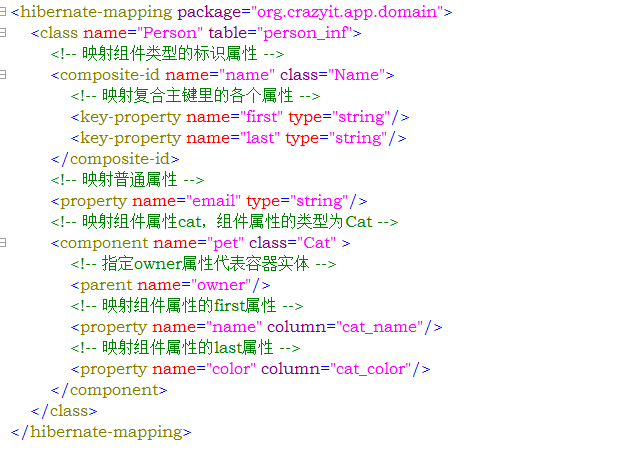 <hibernate-mapping package="org.crazyit.app.domain">
<class name="Person" table="person_inf">
<!-- 映射组件类型的标识属性 -->
<composite-id name="name" class="Name">
<!-- 映射复合主键里的各个属性 -->
<key-property name="first" type="string"/>
<key-property name="last" type="string"/>
</composite-id>
<!-- 映射普通属性 -->
<property name="email" type="string"/>
<!-- 映射组件属性cat，组件属性的类型为Cat -->
<component name="pet" class="Cat" >
<!-- 指定owner属性代表容器实体 -->
<parent name="owner"/>
<!-- 映射组件属性的first属性 -->
<property name="name" column="cat_name"/>
<!-- 映射组件属性的last属性 -->
<property name="color" column="cat_color"/>
</component>
</class>
</hibernate-mapping>